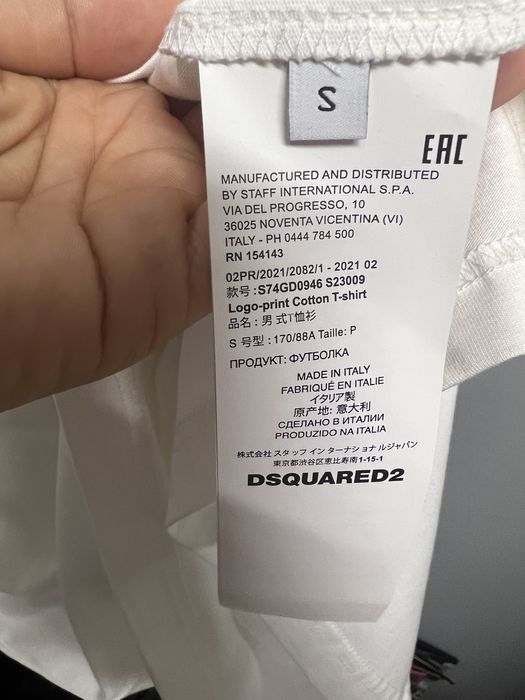 S
EAC
MANUFACTURED AND DISTRIBUTED
BY STAFF INTERNATIONAL S.P.A.
VIA DEL PROGRESSO, 10
36025 NOVENTA VICENTINA (VI)
ITALY - PH 0444 784 500
RN 154143
02PR/2021/2082/1 - 2021 02
款号 : S74GD0946 S23009
Logo-print Cotton T-shirt
品名 : 男 式T恤衫
S 号型 : 170/88A Taille: P
ПРОДУКТ: ФУТБОЛКА
MADE IN ITALY
FABRIQUÉ EN ITALIE
イタリア製
原产地: 意大利
СДЕЛАНО В ИТАЛИИ
PRODUZIDO NA ITALIA
株式会社 スタッフ インターナショナルジャパン
東京都渋谷区恵比寿南1-15-1
DSQUARED2